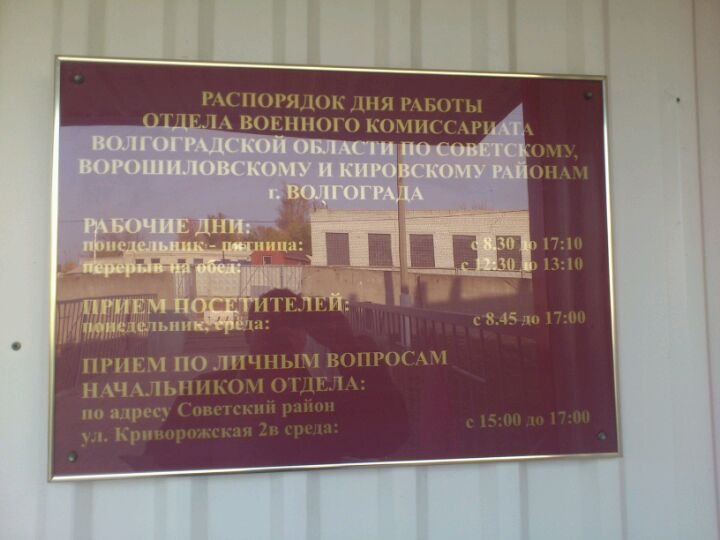 РАСПОРЯДОК ДНЯ РАБОТЫ
ОТДЕЛА ВОЕННОГО КОМИССАРИАТА
ВОЛГОГРАДСКОЙ ОБЛАСТИ ПО СОВЕТСКОМУ,
ВОРОШИЛОВСКОМУ И КИРОВСКОМУ РАЙОНАМ
г. ВОЛГОГРАДА
РАБОЧИЕ ДНИ:
понедельник - пятница: с 8.30 до 17:10
перерыв на обед: с 12:30 до 13:10
ПРИЕМ ПОСЕТИТЕЛЕЙ:
понедельник, среда: с 8.45 до 17:00
ПРИЕМ ПО ЛИЧНЫМ ВОПРОСАМ
НАЧАЛЬНИКОМ ОТДЕЛА:
по адресу Советский район
ул. Криворожская 2в среда: с 15:00 до 17:00